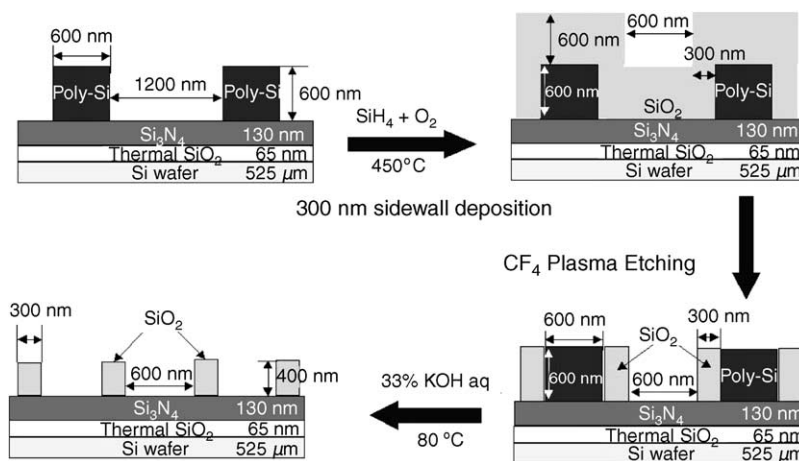 600 nm
Poly-Si
1200 nm
Poly-Si
600 nm
Si₃N₄ 130 nm
Thermal SiO₂ 65 nm
Si wafer 525 µm
SiH₄ + O₂
450°C
600 nm
600 nm
300 nm
600 nm
Poly-Si
SiO₂
Si₃N₄ 130 nm
Thermal SiO₂ 65 nm
Si wafer 525 µm
300 nm sidewall deposition
CF₄ Plasma Etching
300 nm
SiO₂
600 nm
400 nm
Si₃N₄ 130 nm
Thermal SiO₂ 65 nm
Si wafer 525 µm
33% KOH aq
80 °C
600 nm
SiO₂
300 nm
600 nm
600 nm
Poly-Si
Si₃N₄ 130 nm
Thermal SiO₂ 65 nm
Si wafer 525 µm